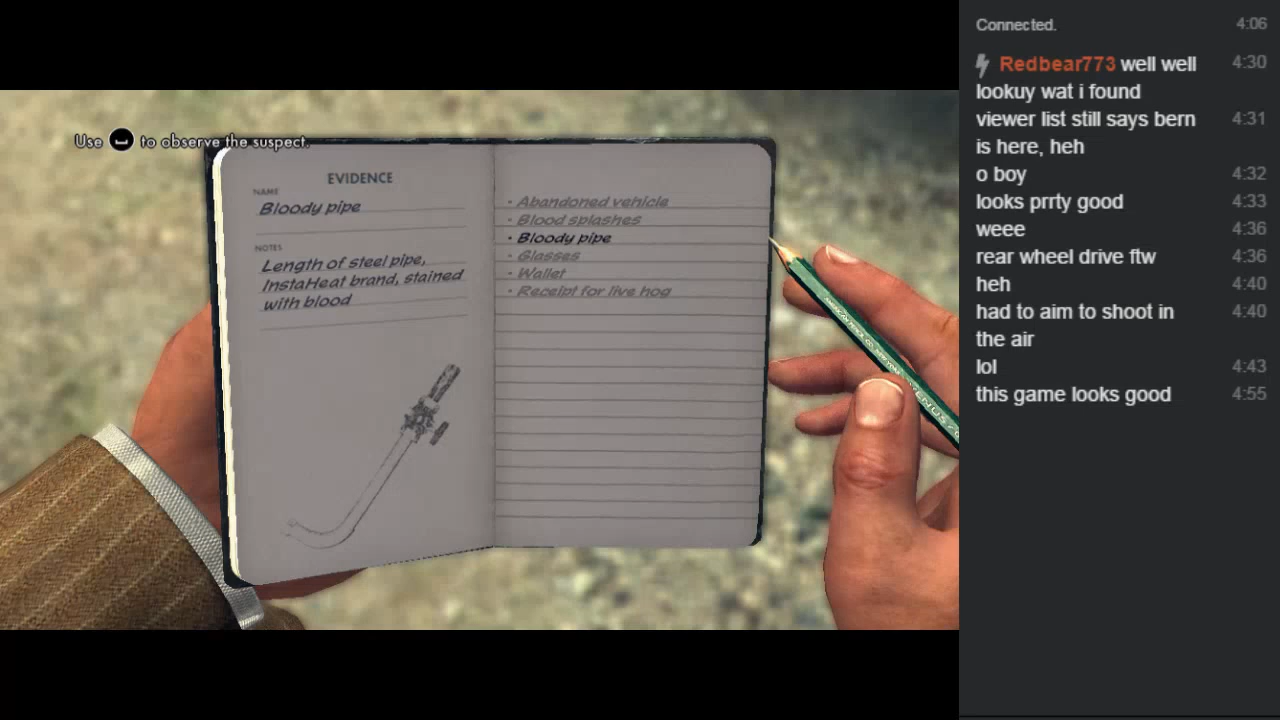 Use to observe the suspect.
EVIDENCE
NAME
Bloody pipe
NOTES
Length of steel pipe,
InstaHeat brand, stained
with blood
· Abandoned vehicle
· Blood splashes
· Bloody pipe
· Glasses
· Wallet
· Receipt for live hog
VENUS
Connected. 4:06
Redbear773 well well 4:30
lookuy wat i found
viewer list still says bern 4:31
is here, heh
o boy 4:32
looks prrty good 4:33
weee 4:36
rear wheel drive ftw 4:36
heh 4:40
had to aim to shoot in 4:40
the air
lol 4:43
this game looks good 4:55